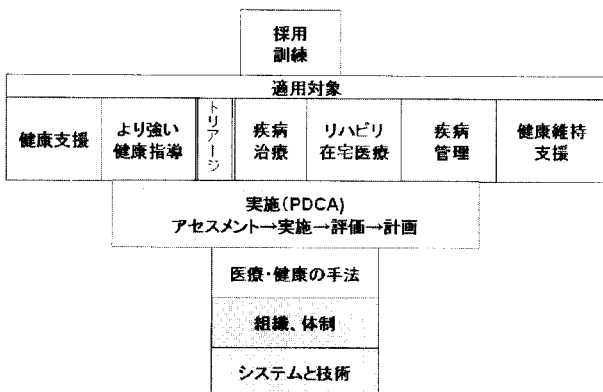 採用
訓練
適用対象
健康支援
より強い
健康指導
トリアージ
疾病
治療
リハビリ
在宅医療
疾病
管理
健康維持
支援
実施(PDCA)
アセスメント→実施→評価→計画
医療・健康の手法
組織、体制
システムと技術